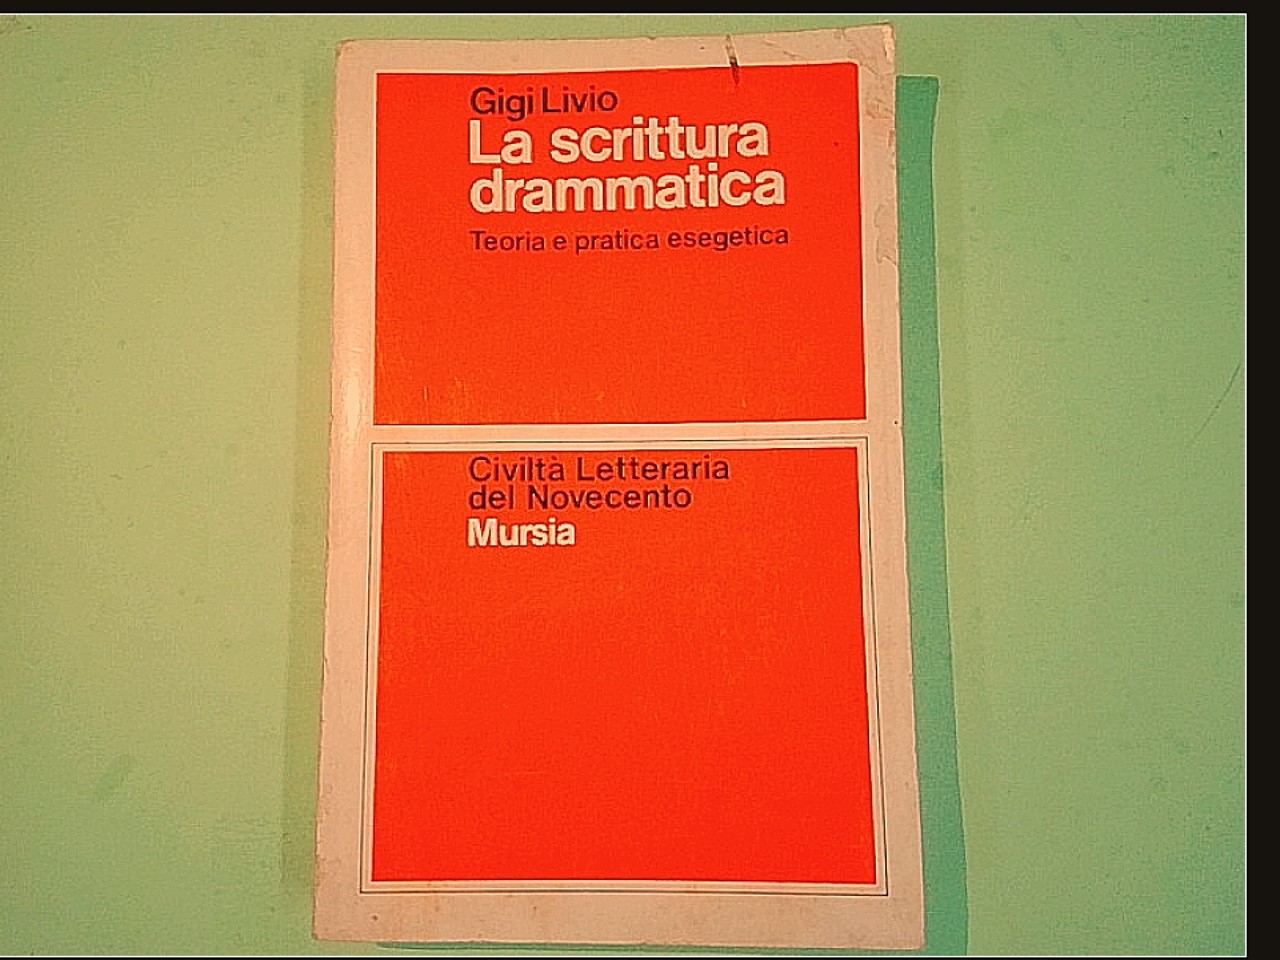 Gigi Livio
La scrittura
drammatica
Teoria e pratica esegetica
Civiltà Letteraria
del Novecento
Mursia